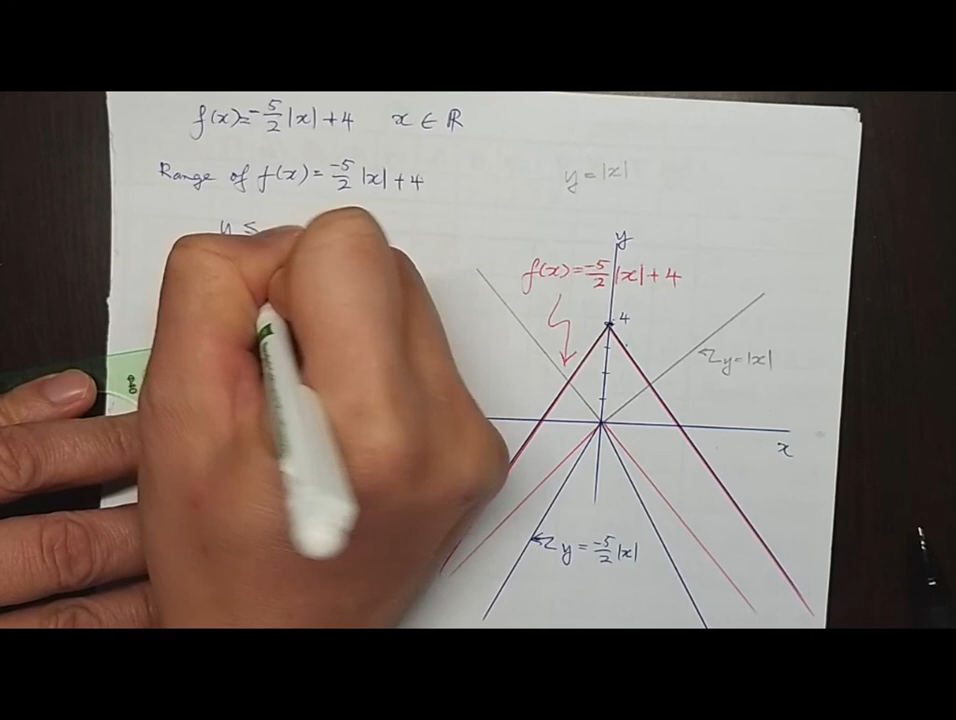 f(x)=-5/2|x|+4 x ∈ ℝ
Range of f(x)=-5/2|x|+4
y ≤
y=|x|
y
f(x)=-5/2|x|+4
4
y=|x|
x
y=-5/2|x|